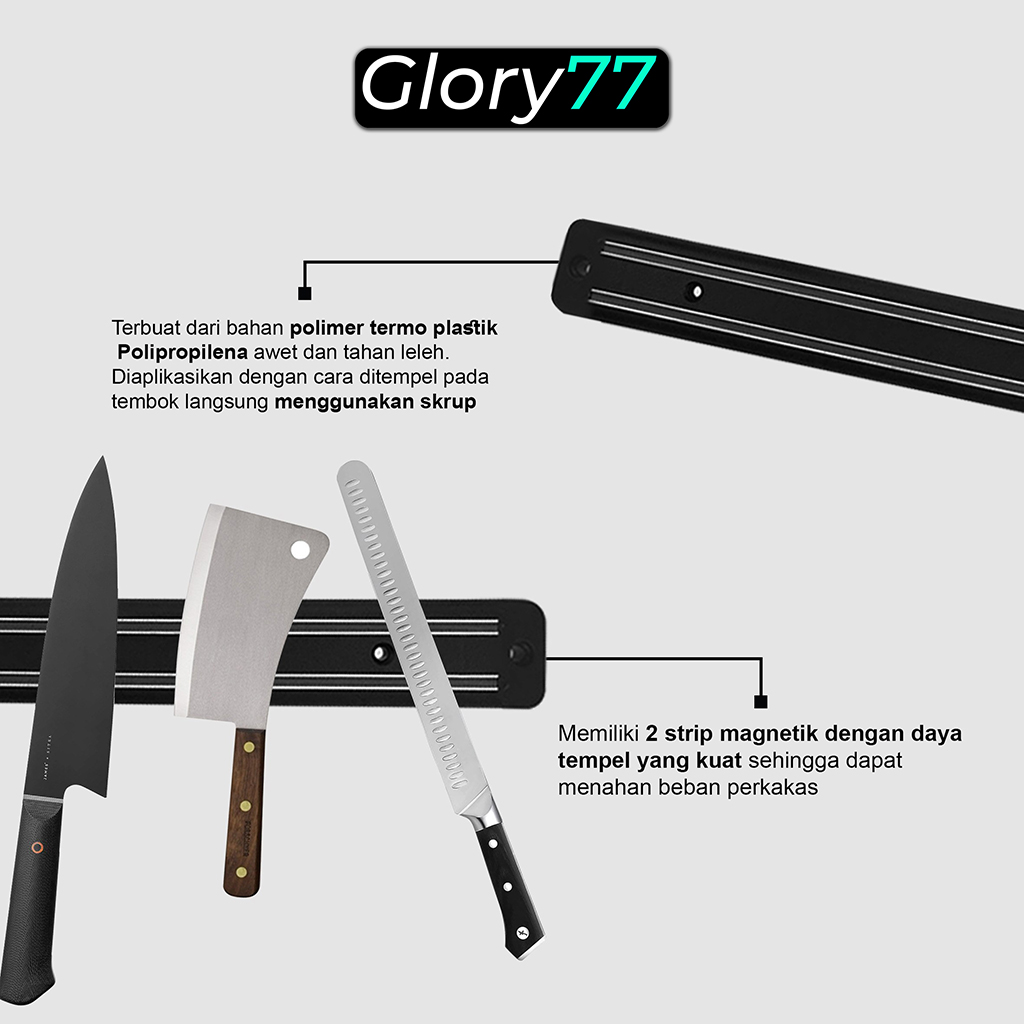 Glory77
Terbuat dari bahan polimer termo plastik
Polipropilena awet dan tahan leleh.
Diaplikasikan dengan cara ditempel pada
tembok langsung menggunakan skrup
Memiliki 2 strip magnetik dengan daya
tempel yang kuat sehingga dapat
menahan beban perkakas